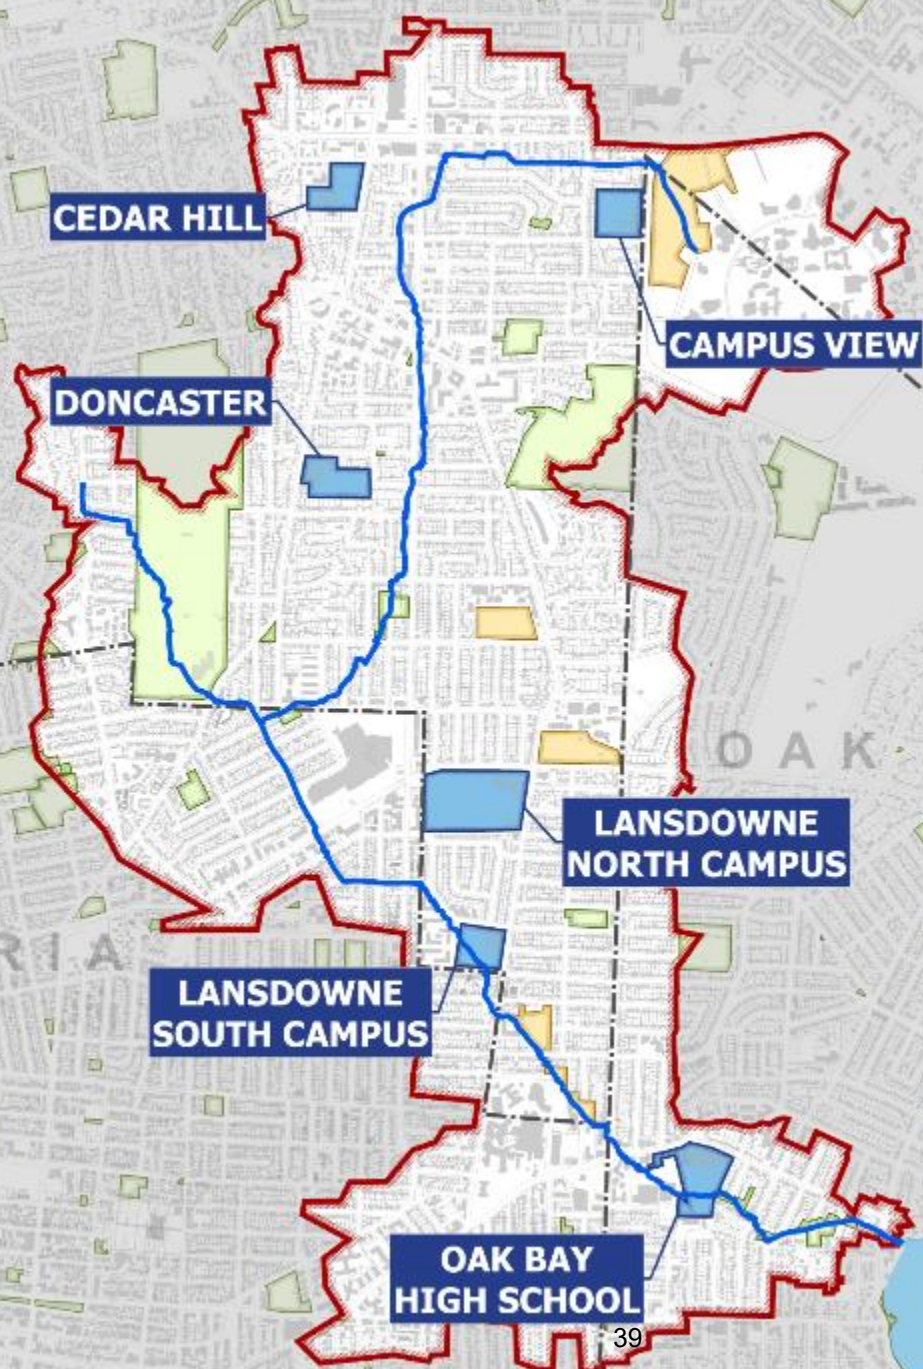 CEDAR HILL
CAMPUS VIEW
DONCASTER
OAK
LANSDOWNE
NORTH CAMPUS
RIA
LANSDOWNE
SOUTH CAMPUS
OAK BAY
HIGH SCHOOL
39